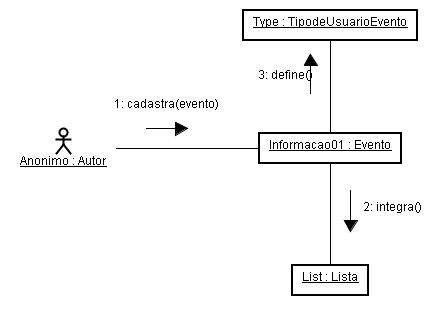 Type : TipodeUsuarioEvento
3: define()
1: cadastra(evento)
Anonimo : Autor
Informacao01 : Evento
2: integra()
List : Lista